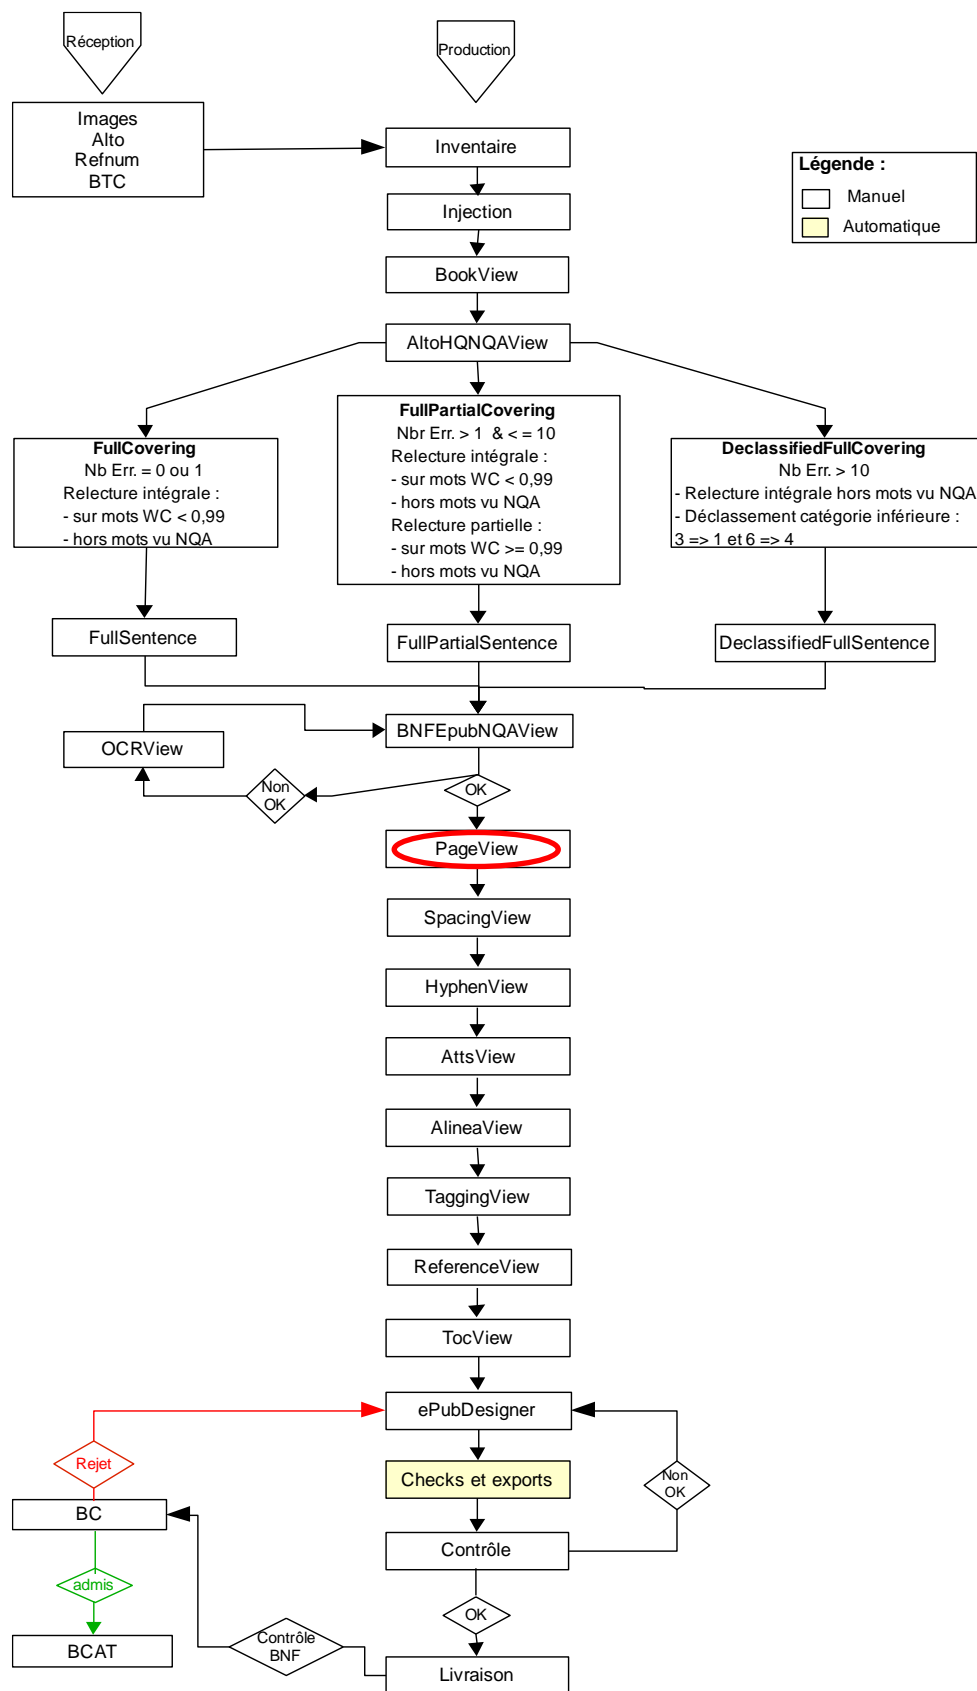 Réception
Production
Images
Alto
Refnum
BTC
Inventaire
Légende :
Manuel
Automatique
Injection
BookView
AltoHQNQAView
FullCovering
Nb Err. = 0 ou 1
Relecture intégrale :
- sur mots WC < 0,99
- hors mots vu NQA
FullPartialCovering
Nbr Err. > 1 & < = 10
Relecture intégrale :
- sur mots WC < 0,99
- hors mots vu NQA
Relecture partielle :
- sur mots WC >= 0,99
- hors mots vu NQA
DeclassifiedFullCovering
Nb Err. > 10
- Relecture intégrale hors mots vu NQA
- Déclassement catégorie inférieure :
3 => 1 et 6 => 4
FullSentence
FullPartialSentence
DeclassifiedFullSentence
BNFEpubNQAView
OCRView
Non
OK
OK
PageView
SpacingView
HyphenView
AttsView
AlineaView
TaggingView
ReferenceView
TocView
ePubDesigner
Rejet
Checks et exports
Non
OK
BC
Contrôle
admis
OK
Contrôle
BNF
BCAT
Livraison